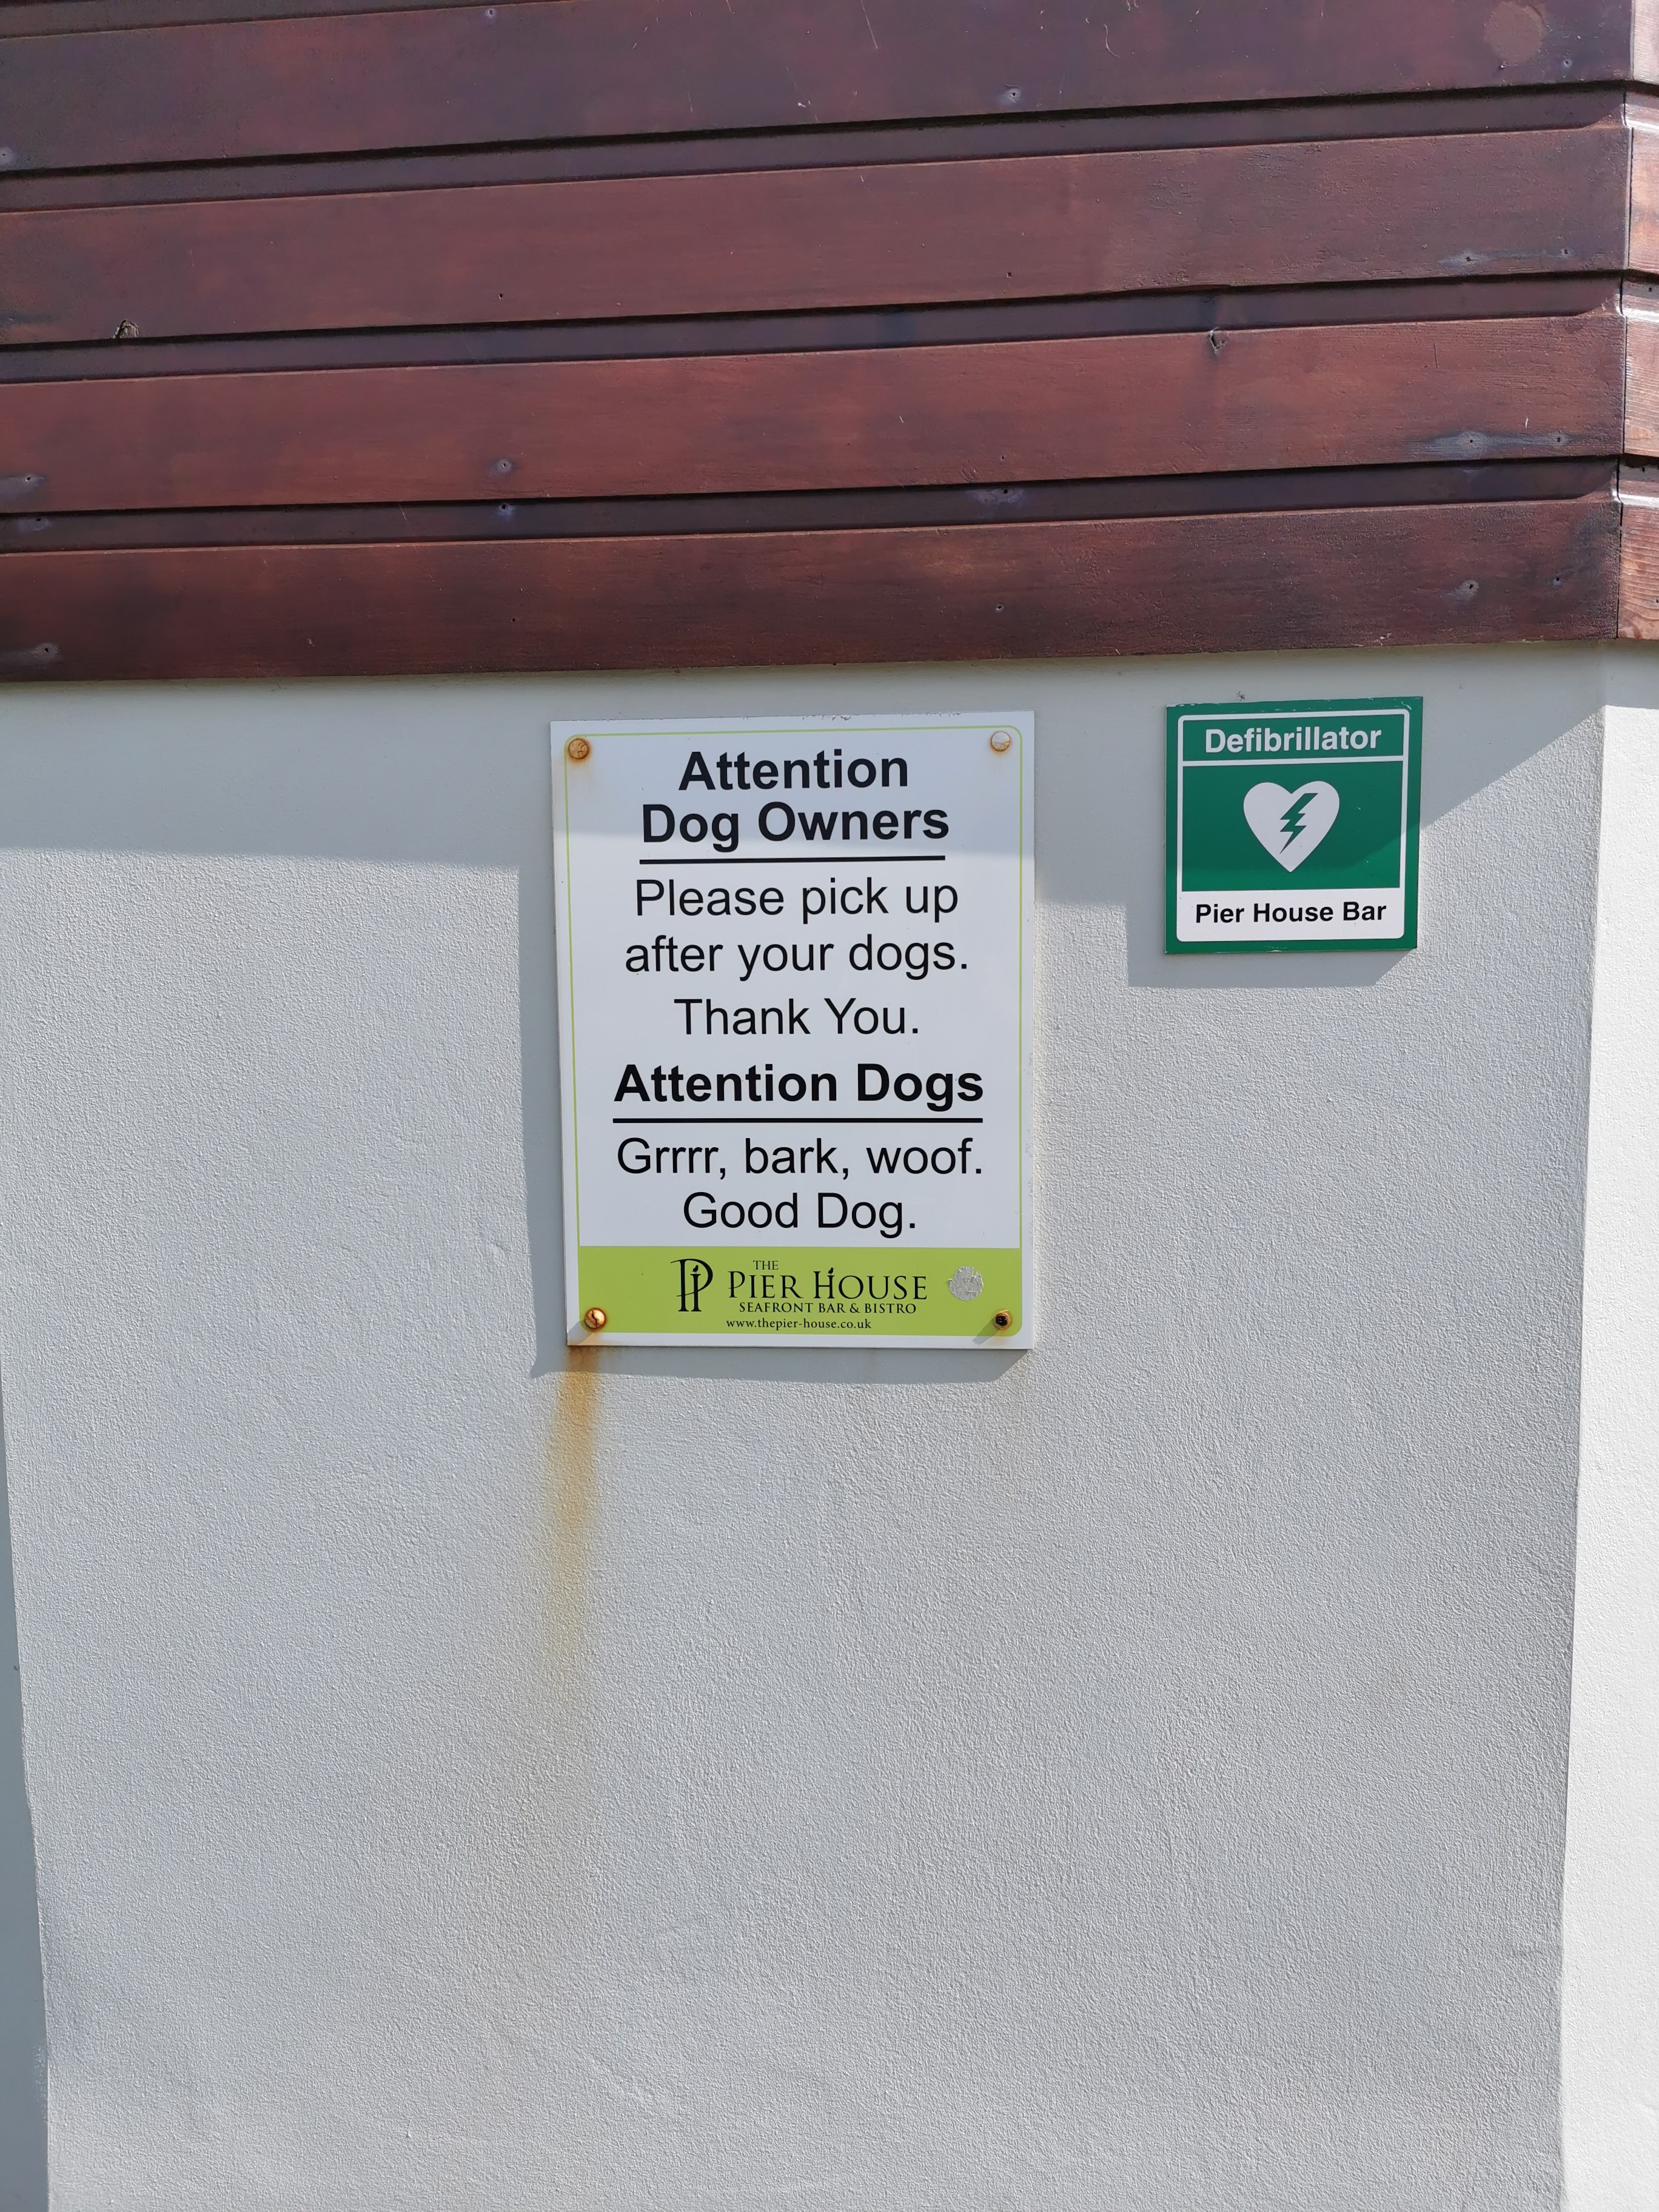 Attention
Dog Owners
Please pick up
after your dogs.
Thank You.
Attention Dogs
Grrrr, bark, woof.
Good Dog.
THE
PIER HOUSE
SEAFRONT BAR & BISTRO
www.thepier-house.co.uk
Defibrillator
Pier House Bar